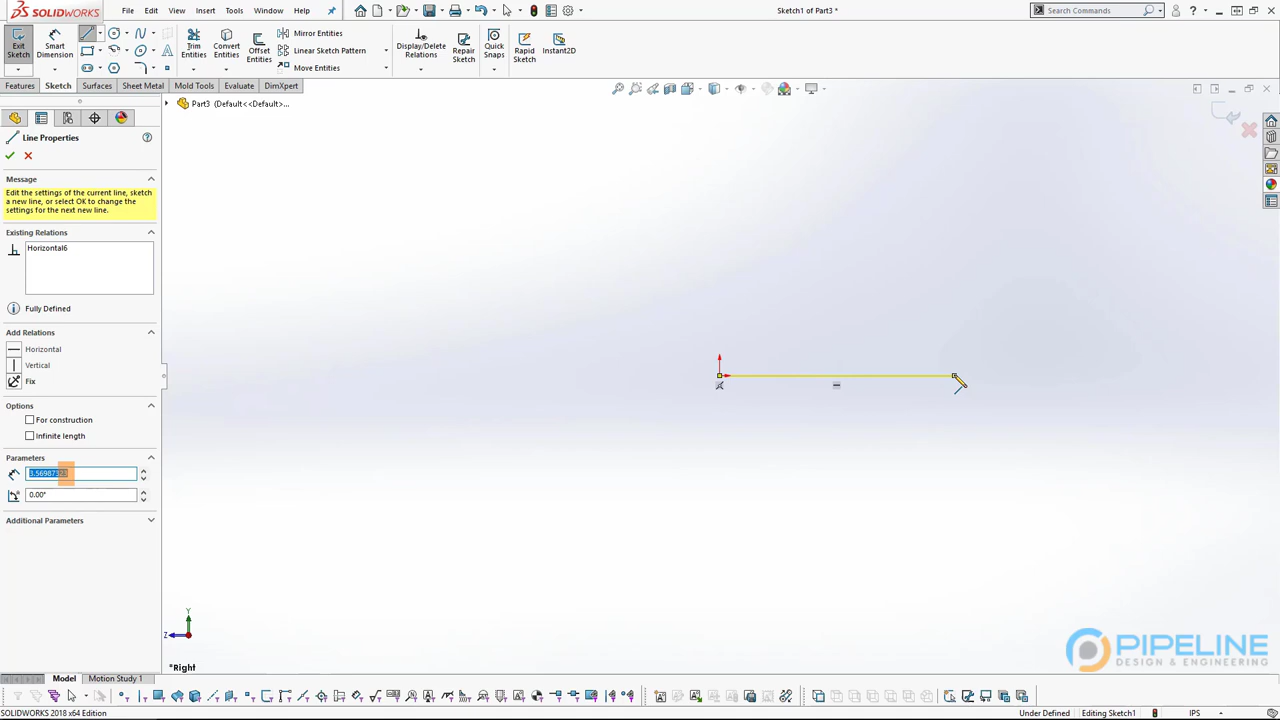 SOLIDWORKS
File
Edit
View
Insert
Tools
Window
Help
Sketch1 of Part3 *
Search Commands
Exit Sketch
Smart Dimension
Trim Entities
Convert Entities
Offset Entities
Mirror Entities
Linear Sketch Pattern
Move Entities
Display/Delete Relations
Repair Sketch
Quick Snaps
Rapid Sketch
Instant2D
Features
Sketch
Surfaces
Sheet Metal
Mold Tools
Evaluate
DimXpert
Part3 (Default<<Default>...
Line Properties
Message
Edit the settings of the current line, sketch
a new line, or select OK to change the
settings for the next new line.
Existing Relations
Horizontal6
Fully Defined
Add Relations
Horizontal
Vertical
Fix
Options
For construction
Infinite length
Parameters
0.00°
Additional Parameters
Y
Z
*Right
PIPELINE
DESIGN & ENGINEERING
Model
Motion Study 1
SOLIDWORKS 2018 x64 Edition
Under Defined
Editing Sketch1
IPS